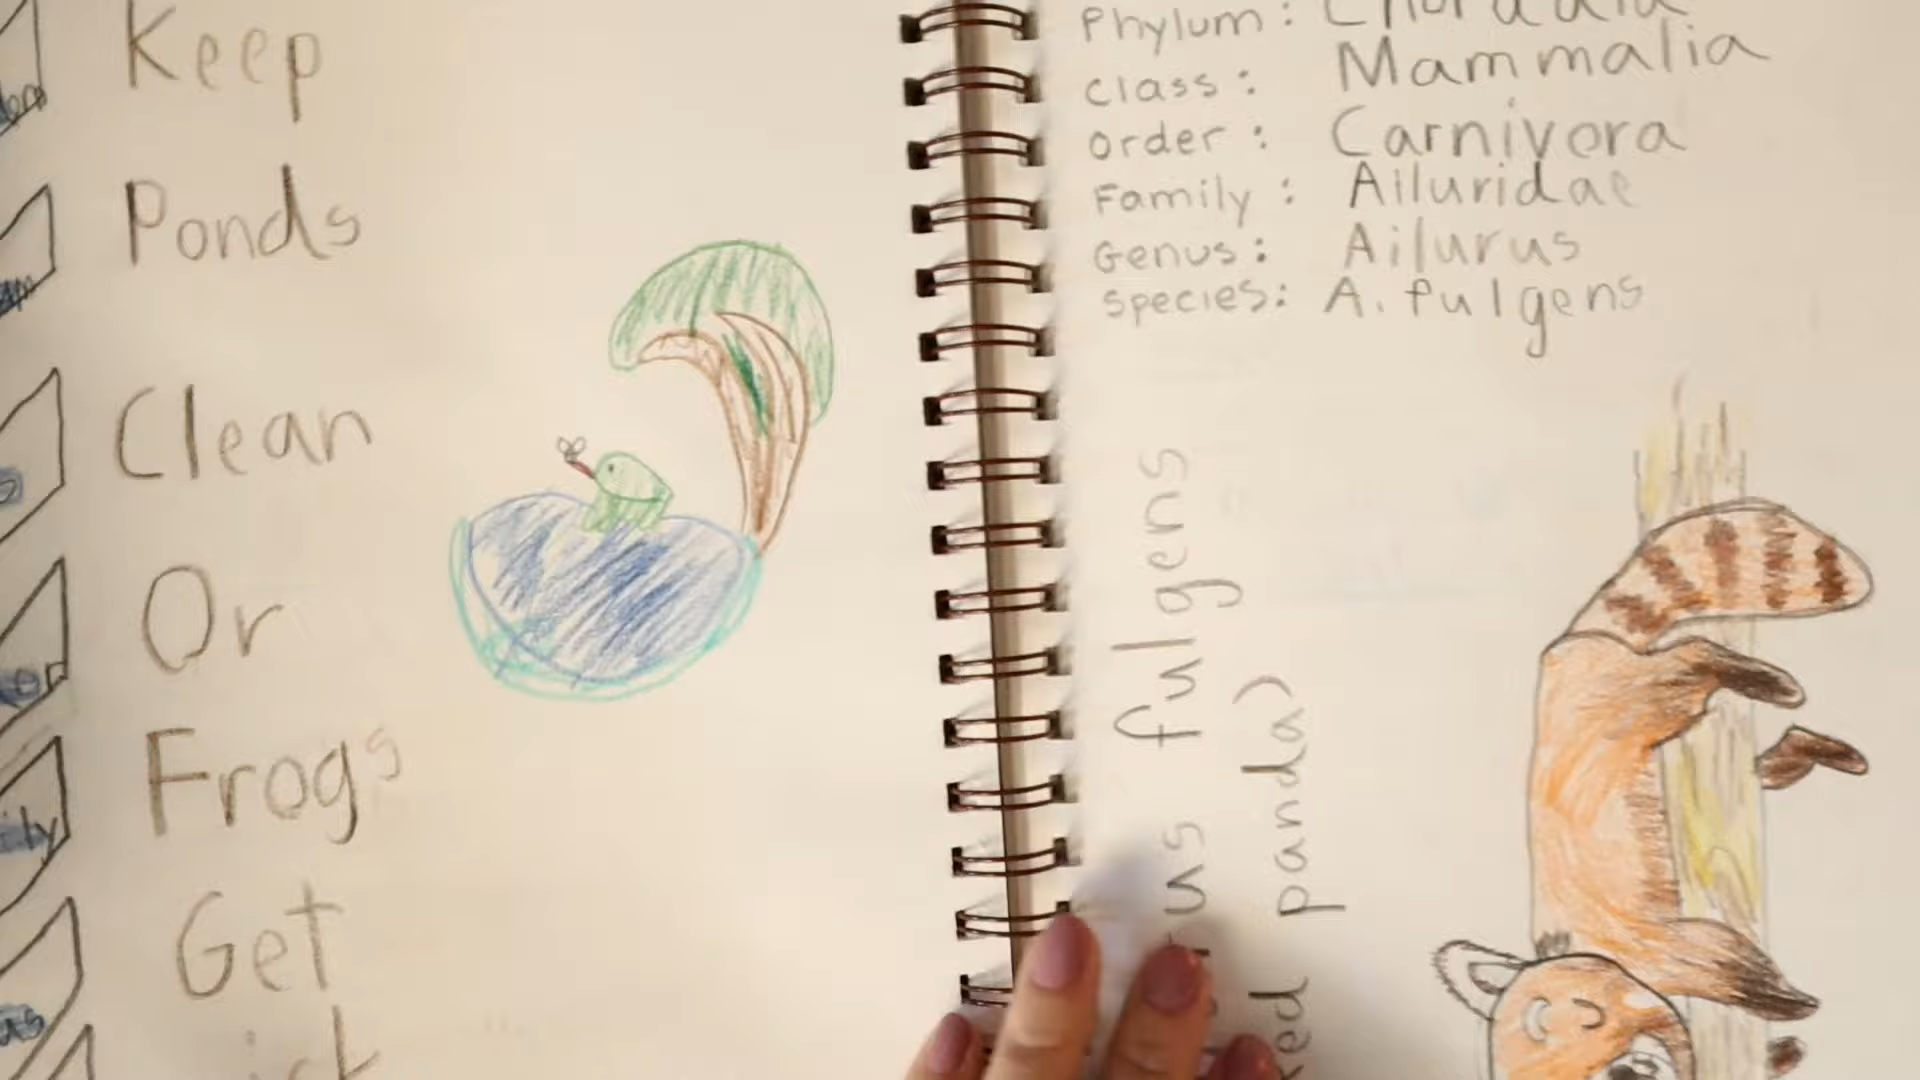 Keep
Ponds
Clean
Or
Frogs
Get
Phylum: Chordata
Class: Mammalia
Order: Carnivora
Family: Ailuridae
Genus: Ailurus
Species: A. fulgens
fulgens
panda)